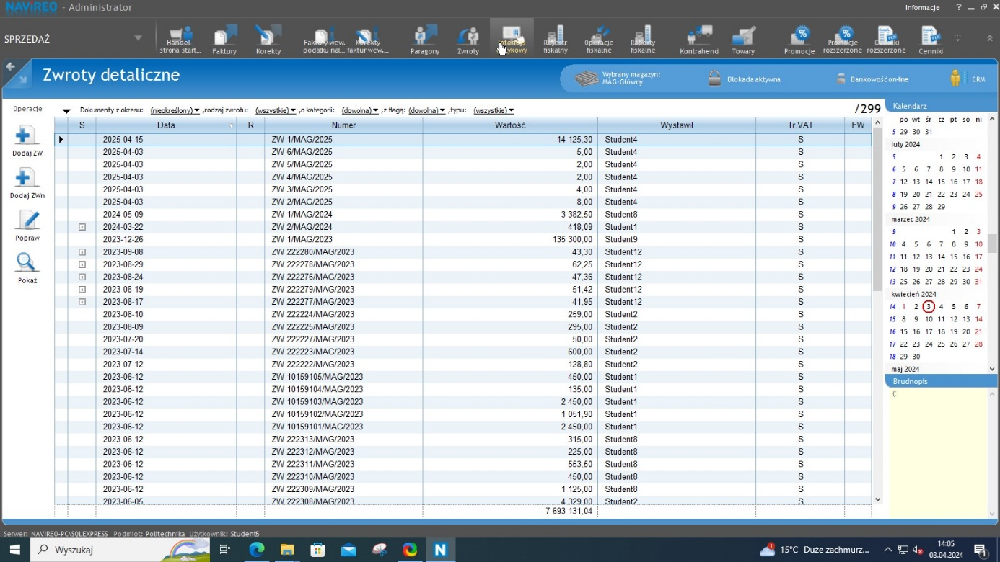 NAVIREO - Administrator
Informacje ?
SPRZEDAŻ
Handel - strona start...
Faktury
Korekty
Faktury wew. podatku nal...
Korekty faktur wew....
Paragony
Zwroty
Interfejs dotykowy
Rejestr fiskalny
Operacje fiskalne
Raporty fiskalne
Kontrahenci
Towary
Promocje
Promocje rozszerzone
Cenniki rozszerzone
Cenniki
Zwroty detaliczne
Wybrany magazyn:
MAG-Główny
Blokada aktywna
Bankowość on-line
CRM
Operacje
Dodaj ZW
Dodaj ZWn
Popraw
Pokaż
Dokumenty z okresu: (nieokreślony) ,rodzaj zwrotu: (wszystkie) ,o kategorii: (dowolna) ,z flagą: (dowolna) ,typu: (wszystkie) /299
S Data R Numer Wartość Wystawił Tr.VAT FW
2025-04-15 ZW 1/MAG/2025 14 125,30 Student4 S
2025-04-03 ZW 6/MAG/2025 5,00 Student4 S
2025-04-03 ZW 5/MAG/2025 2,00 Student4 S
2025-04-03 ZW 4/MAG/2025 2,00 Student4 S
2025-04-03 ZW 3/MAG/2025 4,00 Student4 S
2025-04-03 ZW 2/MAG/2025 8,00 Student4 S
2024-05-09 ZW 1/MAG/2024 3 382,50 Student8 S
2024-03-22 ZW 2/MAG/2024 418,09 Student1 S
2023-12-26 ZW 1/MAG/2023 135 300,00 Student9 S
2023-09-08 ZW 222280/MAG/2023 43,30 Student12 S
2023-08-29 ZW 222278/MAG/2023 62,25 Student12 S
2023-08-24 ZW 222276/MAG/2023 47,36 Student12 S
2023-08-19 ZW 222279/MAG/2023 51,42 Student12 S
2023-08-17 ZW 222277/MAG/2023 41,95 Student12 S
2023-08-10 ZW 222224/MAG/2023 259,00 Student2 S
2023-08-09 ZW 222225/MAG/2023 295,00 Student2 S
2023-07-20 ZW 222227/MAG/2023 50,00 Student2 S
2023-07-14 ZW 222223/MAG/2023 600,00 Student2 S
2023-07-12 ZW 222222/MAG/2023 128,80 Student2 S
2023-06-12 ZW 10159105/MAG/2023 450,00 Student1 S
2023-06-12 ZW 10159104/MAG/2023 135,00 Student1 S
2023-06-12 ZW 10159103/MAG/2023 2 450,00 Student1 S
2023-06-12 ZW 10159102/MAG/2023 1 051,90 Student1 S
2023-06-12 ZW 10159101/MAG/2023 2 450,00 Student1 S
2023-06-12 ZW 222313/MAG/2023 315,00 Student8 S
2023-06-12 ZW 222312/MAG/2023 225,00 Student8 S
2023-06-12 ZW 222311/MAG/2023 553,50 Student8 S
2023-06-12 ZW 222310/MAG/2023 450,00 Student8 S
2023-06-12 ZW 222309/MAG/2023 1 125,00 Student8 S
2023-06-05 ZW 222308/MAG/2023 4 329,00 Student2 S
7 693 131,04
Kalendarz
po wt śr cz pt so ni
5 29 30 31
luty 2024
5 1 2 3 4
6 5 6 7 8 9 10 11
7 12 13 14 15 16 17 18
8 19 20 21 22 23 24 25
9 26 27 28 29
marzec 2024
9 1 2 3
10 4 5 6 7 8 9 10
11 11 12 13 14 15 16 17
12 18 19 20 21 22 23 24
13 25 26 27 28 29 30 31
kwiecień 2024
14 1 2 3 4 5 6 7
15 8 9 10 11 12 13 14
16 15 16 17 18 19 20 21
17 22 23 24 25 26 27 28
18 29 30
maj 2024
Brudnopis
(:
Serwer: NAVIREO-PC\SQLEXPRESS Podmiot: Politechnika Użytkownik: Student5
Wyszukaj
N
1
15°C Duże zachmurz...
14:05
03.04.2024
1